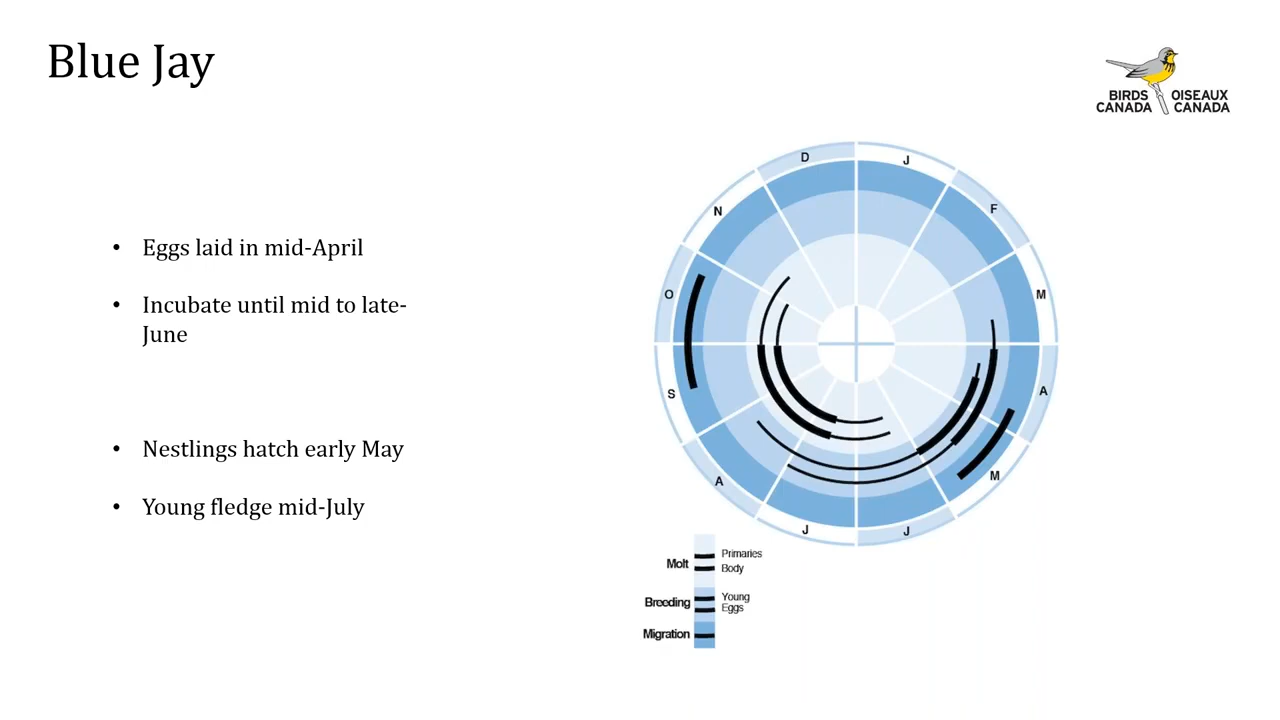 Blue Jay
BIRDS OISEAUX
CANADA CANADA
• Eggs laid in mid-April
• Incubate until mid to late-
June
• Nestlings hatch early May
• Young fledge mid-July
J
F
M
A
M
J
J
A
S
O
N
D
Molt
Primaries
Body
Breeding
Young
Eggs
Migration